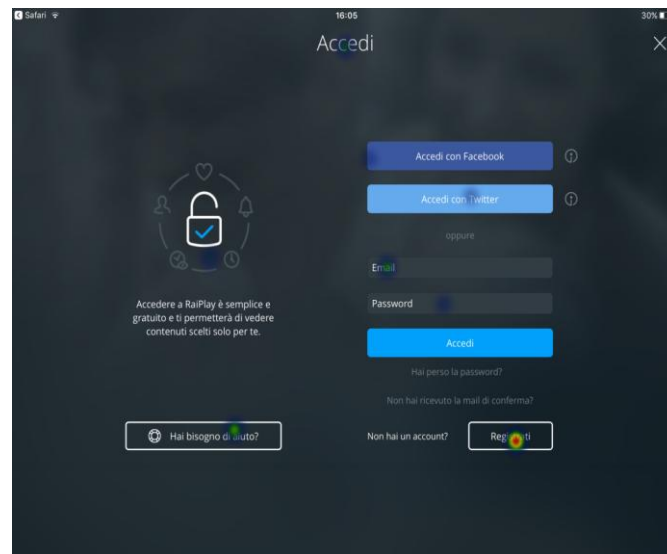 Safari
16:05
30%
Accedi
Accedi con Facebook
Accedi con Twitter
oppure
Email
Password
Accedere a RaiPlay è semplice e
gratuito e ti permetterà di vedere
contenuti scelti solo per te.
Accedi
Hai perso la password?
Non hai ricevuto la mail di conferma?
Hai bisogno di aiuto?
Non hai un account?
Registrati